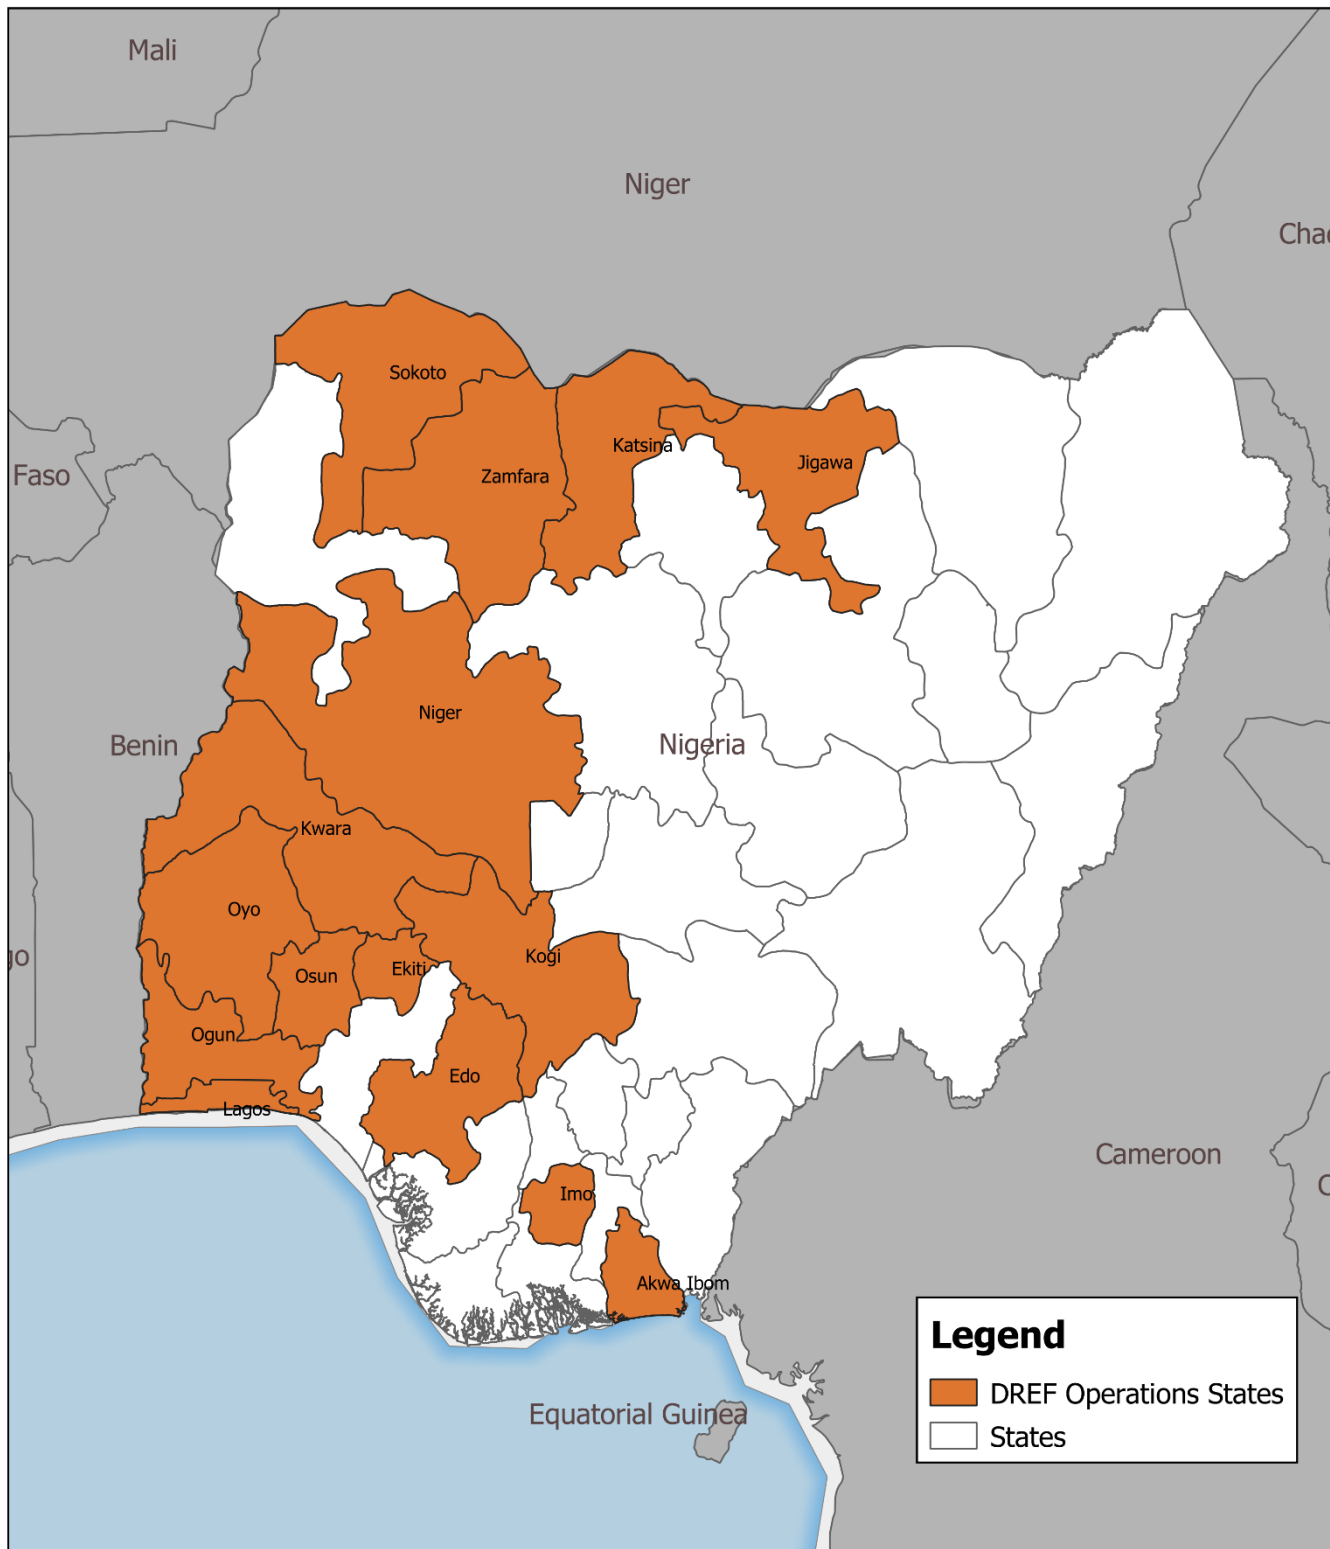 Mali
Niger
Chad
Sokoto
Katsina
Jigawa
Zamfara
Faso
Niger
Nigeria
Benin
Kwara
Oyo
Kogi
Osun
Ekiti
go
Ogun
Edo
Lagos
Cameroon
Imo
Akwa Ibom
Equatorial Guinea
Legend
DREF Operations States
States